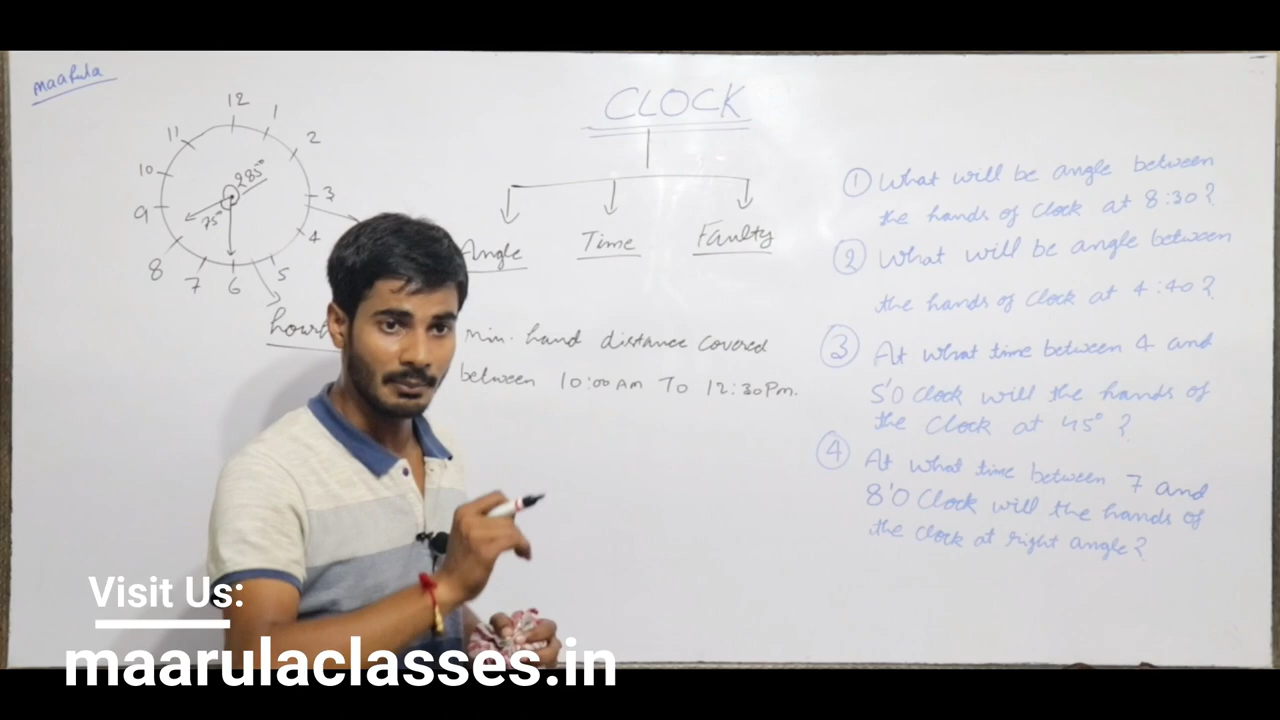 maarula
CLOCK
Angle Time Faulty
12
1
2
3
4
5
6
7
8
9
10
11
285°
75°
min. hand distance covered
between 10:00 Am To 12:30 Pm.
① What will be angle between
the hands of Clock at 8:30?
② What will be angle between
the hands of Clock at 4:40?
③ At what time between 4 and
5'O Clock will the hands of
the Clock at 45° ?
④ At what time between 7 and
8'O Clock will the hands of
the clock at right angle?
Visit Us:
maarulaclasses.in